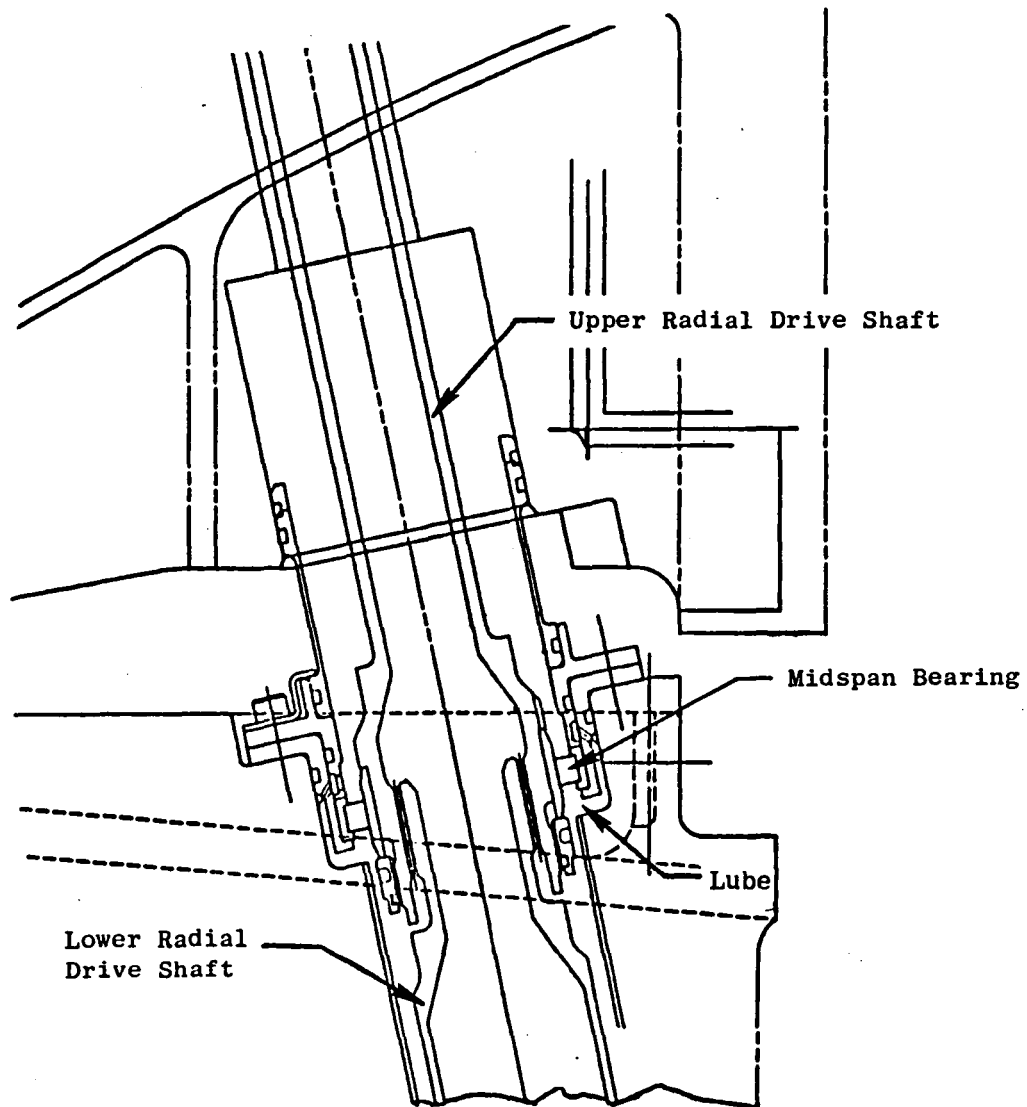 Upper Radial Drive Shaft
Midspan Bearing
Lube
Lower Radial
Drive Shaft